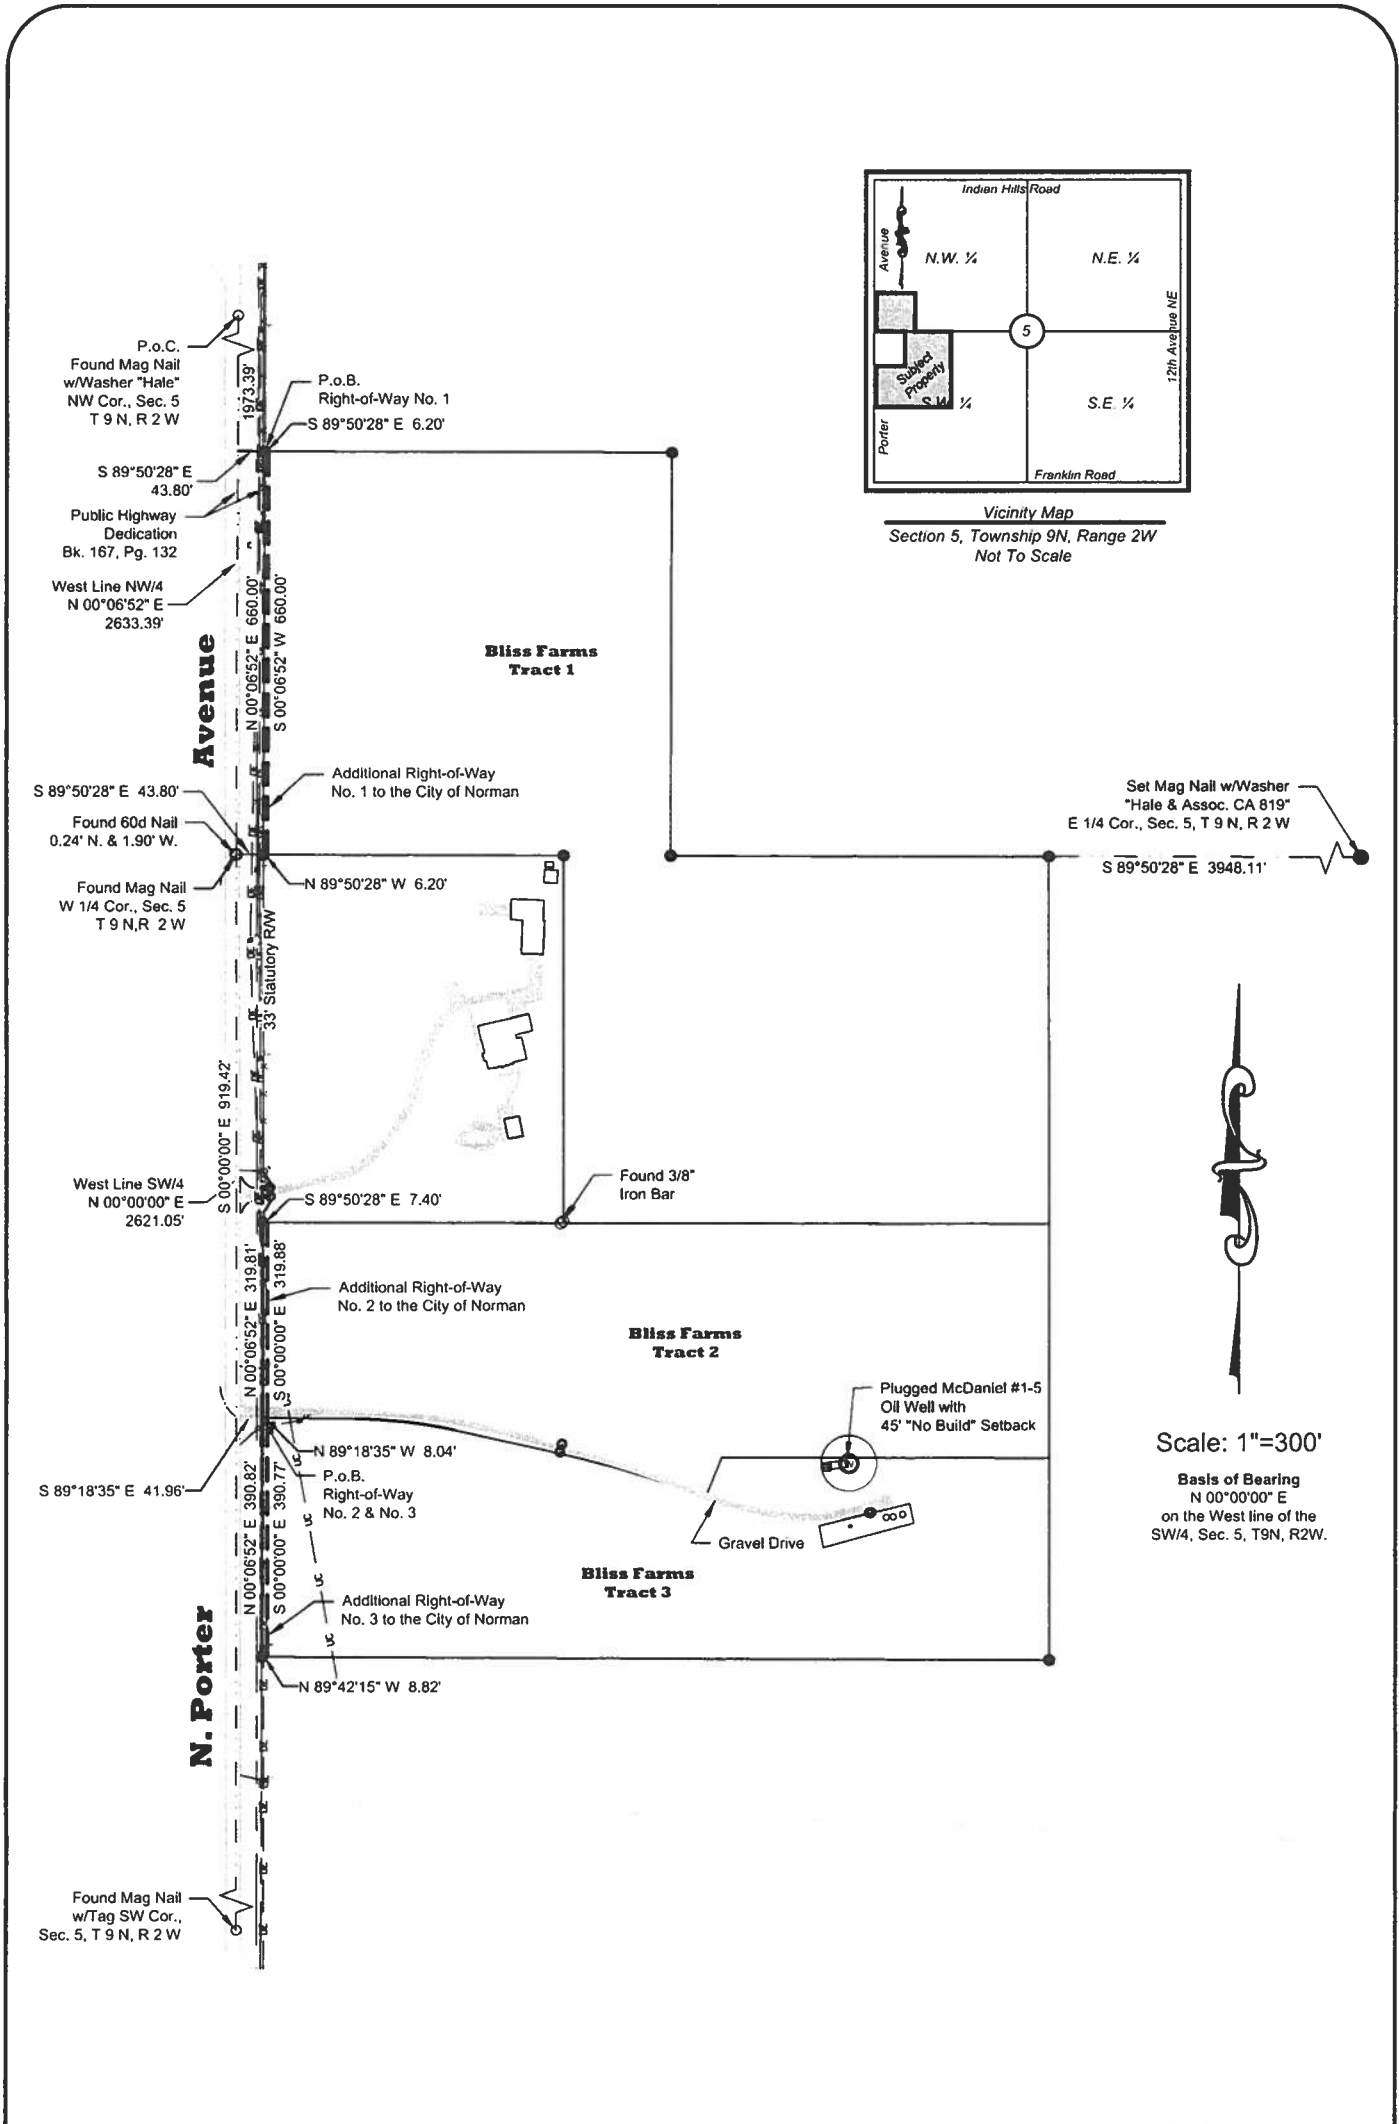 Indian Hills Road
Avenue
N.W. ¼
N.E. ¼
5
12th Avenue NE
Subject
Property
S.W. ¼
S.E. ¼
Porter
Franklin Road
Vicinity Map
Section 5, Township 9N, Range 2W
Not To Scale
P.o.C.
Found Mag Nail
w/Washer "Hale"
NW Cor., Sec. 5
T 9 N, R 2 W
1973.39'
P.o.B.
Right-of-Way No. 1
S 89°50'28" E 6.20'
S 89°50'28" E
43.80'
Public Highway
Dedication
Bk. 167, Pg. 132
West Line NW/4
N 00°06'52" E
2633.39'
N 00°06'52" E 660.00'
S 00°06'52" W 660.00'
Bliss Farms
Tract 1
Avenue
Additional Right-of-Way
No. 1 to the City of Norman
S 89°50'28" E 43.80'
Found 60d Nail
0.24' N. & 1.90' W.
Found Mag Nail
W 1/4 Cor., Sec. 5
T 9 N,R 2 W
N 89°50'28" W 6.20'
Set Mag Nail w/Washer
"Hale & Assoc. CA 819"
E 1/4 Cor., Sec. 5, T 9 N, R 2 W
S 89°50'28" E 3948.11'
33' Statutory R/W
S 00°00'00" E 919.42'
West Line SW/4
N 00°00'00" E
2621.05'
S 89°50'28" E 7.40'
Found 3/8"
Iron Bar
N 00°06'52" E 319.81'
S 00°00'00" E 319.88'
Additional Right-of-Way
No. 2 to the City of Norman
Bliss Farms
Tract 2
Plugged McDaniel #1-5
Oil Well with
45' "No Build" Setback
N 89°18'35" W 8.04'
P.o.B.
Right-of-Way
No. 2 & No. 3
S 89°18'35" E 41.96'
N 00°06'52" E 390.82'
S 00°00'00" E 390.77'
UC
UC
UC
UC
Gravel Drive
Bliss Farms
Tract 3
Additional Right-of-Way
No. 3 to the City of Norman
N 89°42'15" W 8.82'
N. Porter
Found Mag Nail
w/Tag SW Cor.,
Sec. 5, T 9 N, R 2 W
Scale: 1"=300'
Basis of Bearing
N 00°00'00" E
on the West line of the
SW/4, Sec. 5, T9N, R2W.